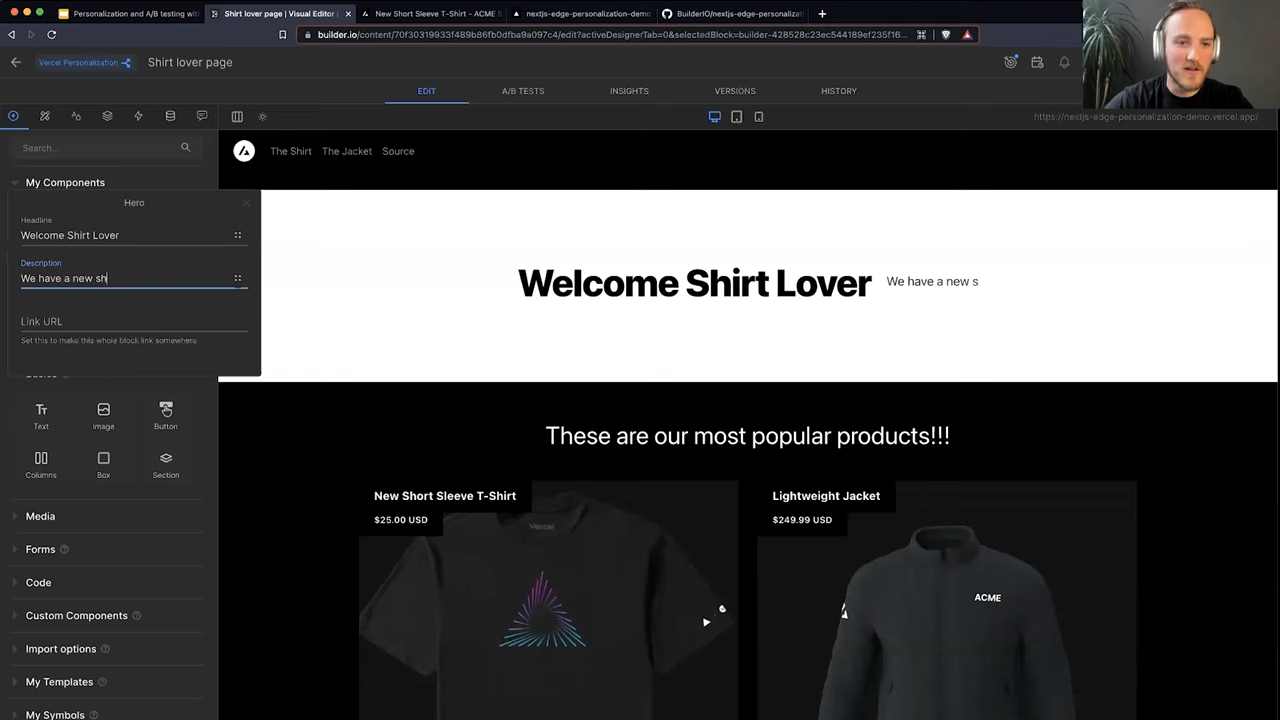 Personalization and A/B testing wit
Shirt lover page | Visual Editor
New Short Sleeve T-Shirt - ACME S
nextjs-edge-personalization-demo
BuilderIO/nextjs-edge-personalizat
builder.io/content/70f30319933f489b86fb0dfba9a097c4/edit?activeDesignerTab=0&selectedBlock=builder-428528c23ec544189ef235f16...
Vercel Personalization
Shirt lover page
EDIT
A/B TESTS
INSIGHTS
VERSIONS
HISTORY
https://nextjs-edge-personalization-demo.vercel.app/
Search...
The Shirt
The Jacket
Source
My Components
Hero
Headline
Welcome Shirt Lover
Description
We have a new sh
Link URL
Set this to make this whole block link somewhere
Welcome Shirt Lover
We have a new s
Text
Image
Button
Columns
Box
Section
Media
Forms
Code
Custom Components
Import options
My Templates
My Symbols
These are our most popular products!!!
New Short Sleeve T-Shirt
$25.00 USD
Vercel
Lightweight Jacket
$249.99 USD
ACME